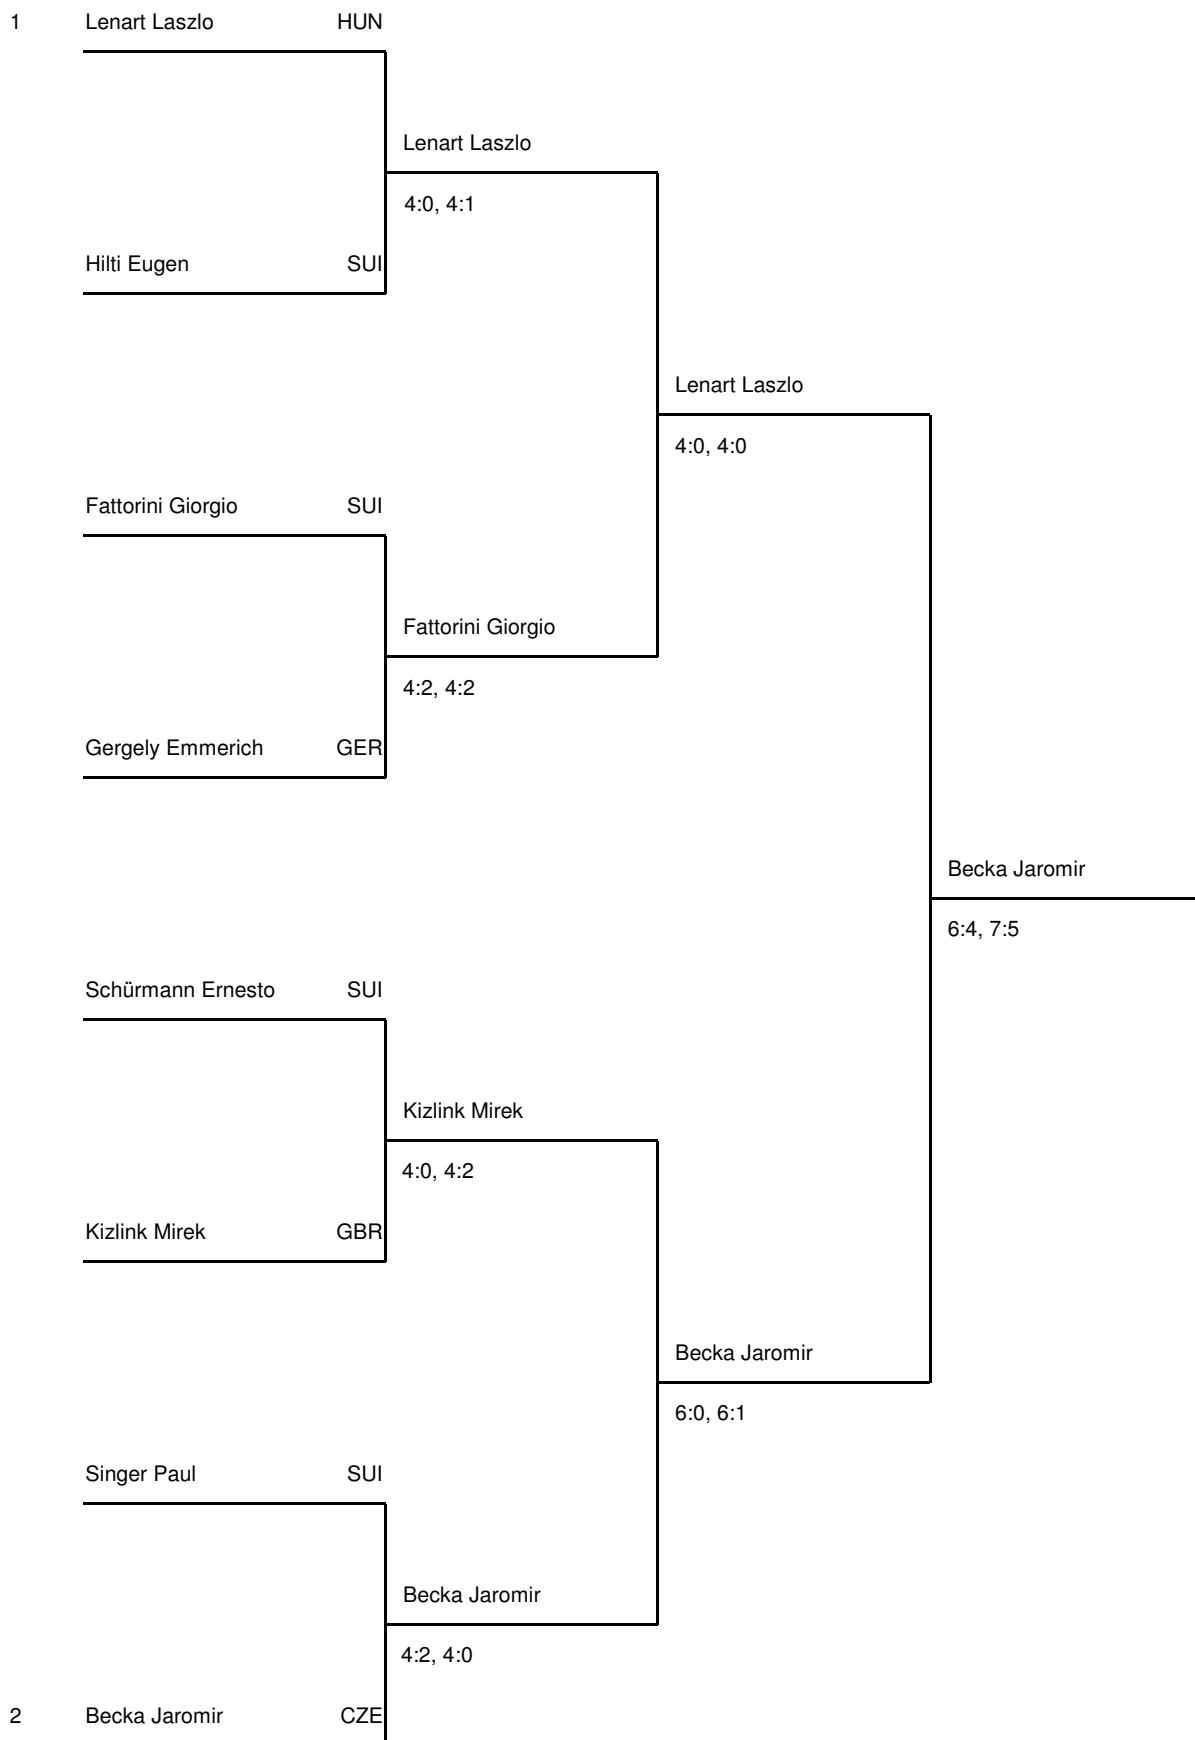 1 Lenart Laszlo HUN
Lenart Laszlo
4:0, 4:1
Hilti Eugen SUI
Lenart Laszlo
4:0, 4:0
Fattorini Giorgio SUI
Fattorini Giorgio
4:2, 4:2
Gergely Emmerich GER
Becka Jaromir
6:4, 7:5
Schürmann Ernesto SUI
Kizlink Mirek
4:0, 4:2
Kizlink Mirek GBR
Becka Jaromir
6:0, 6:1
Singer Paul SUI
Becka Jaromir
4:2, 4:0
2 Becka Jaromir CZE